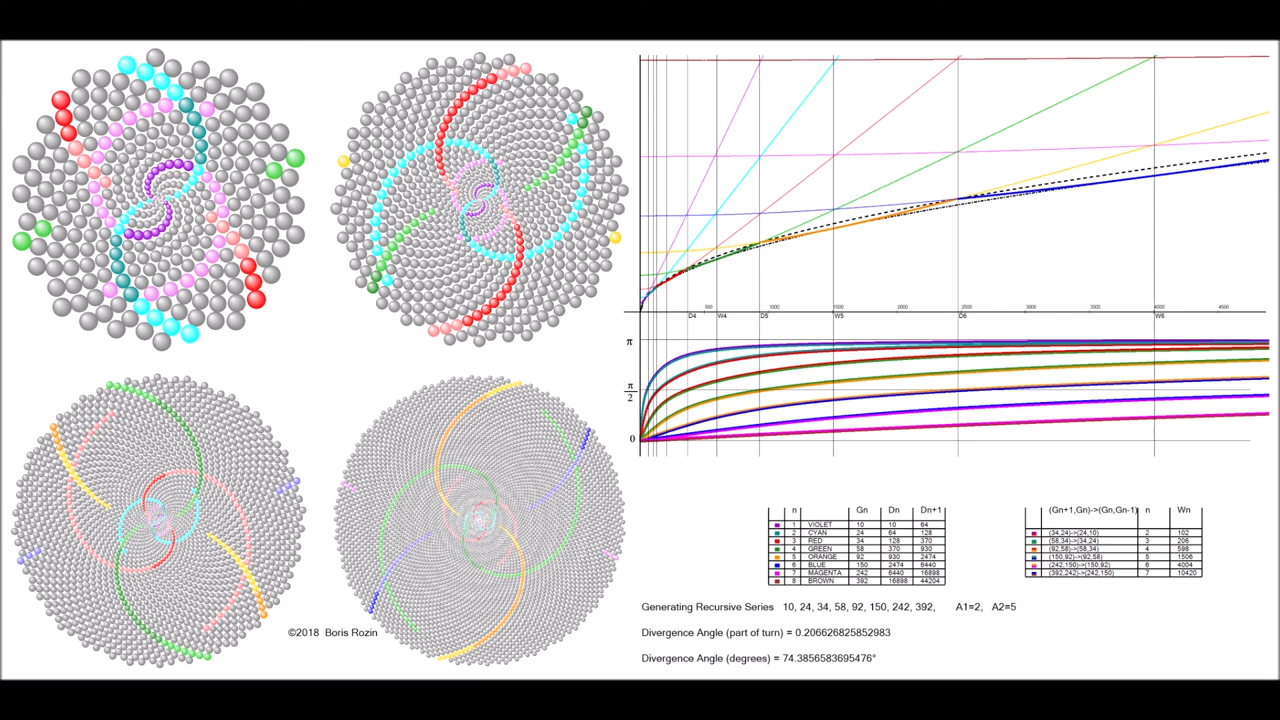 500 1000 1500 2000 2500 3000 3500 4000 4500
D4 W4 D5 W5 D6 W6
π
π
2
0
n Gn Dn Dn+1
1 VIOLET 10 10 64
2 CYAN 24 64 128
3 RED 34 128 370
4 GREEN 58 370 930
5 ORANGE 92 930 2474
6 BLUE 150 2474 6440
7 MAGENTA 242 6440 16898
8 BROWN 392 16898 44204
(Gn+1,Gn)->(Gn,Gn-1) n Wn
(34,24)->(24,10) 2 102
(58,34)->(34,24) 3 206
(92,58)->(58,34) 4 598
(150,92)->(92,58) 5 1506
(242,150)->(150,92) 6 4004
(392,242)->(242,150) 7 10420
Generating Recursive Series 10, 24, 34, 58, 92, 150, 242, 392, A1=2, A2=5
©2018 Boris Rozin
Divergence Angle (part of turn) = 0.206626825852983
Divergence Angle (degrees) = 74.3856583695476°